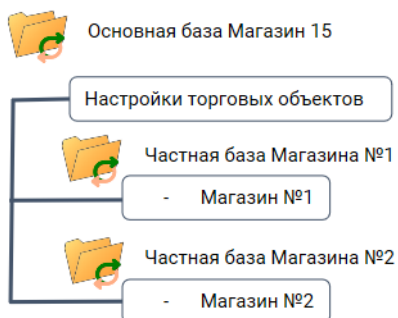 Основная база Магазин 15
Настройки торговых объектов
Частная база Магазина №1
- Магазин №1
Частная база Магазина №2
- Магазин №2